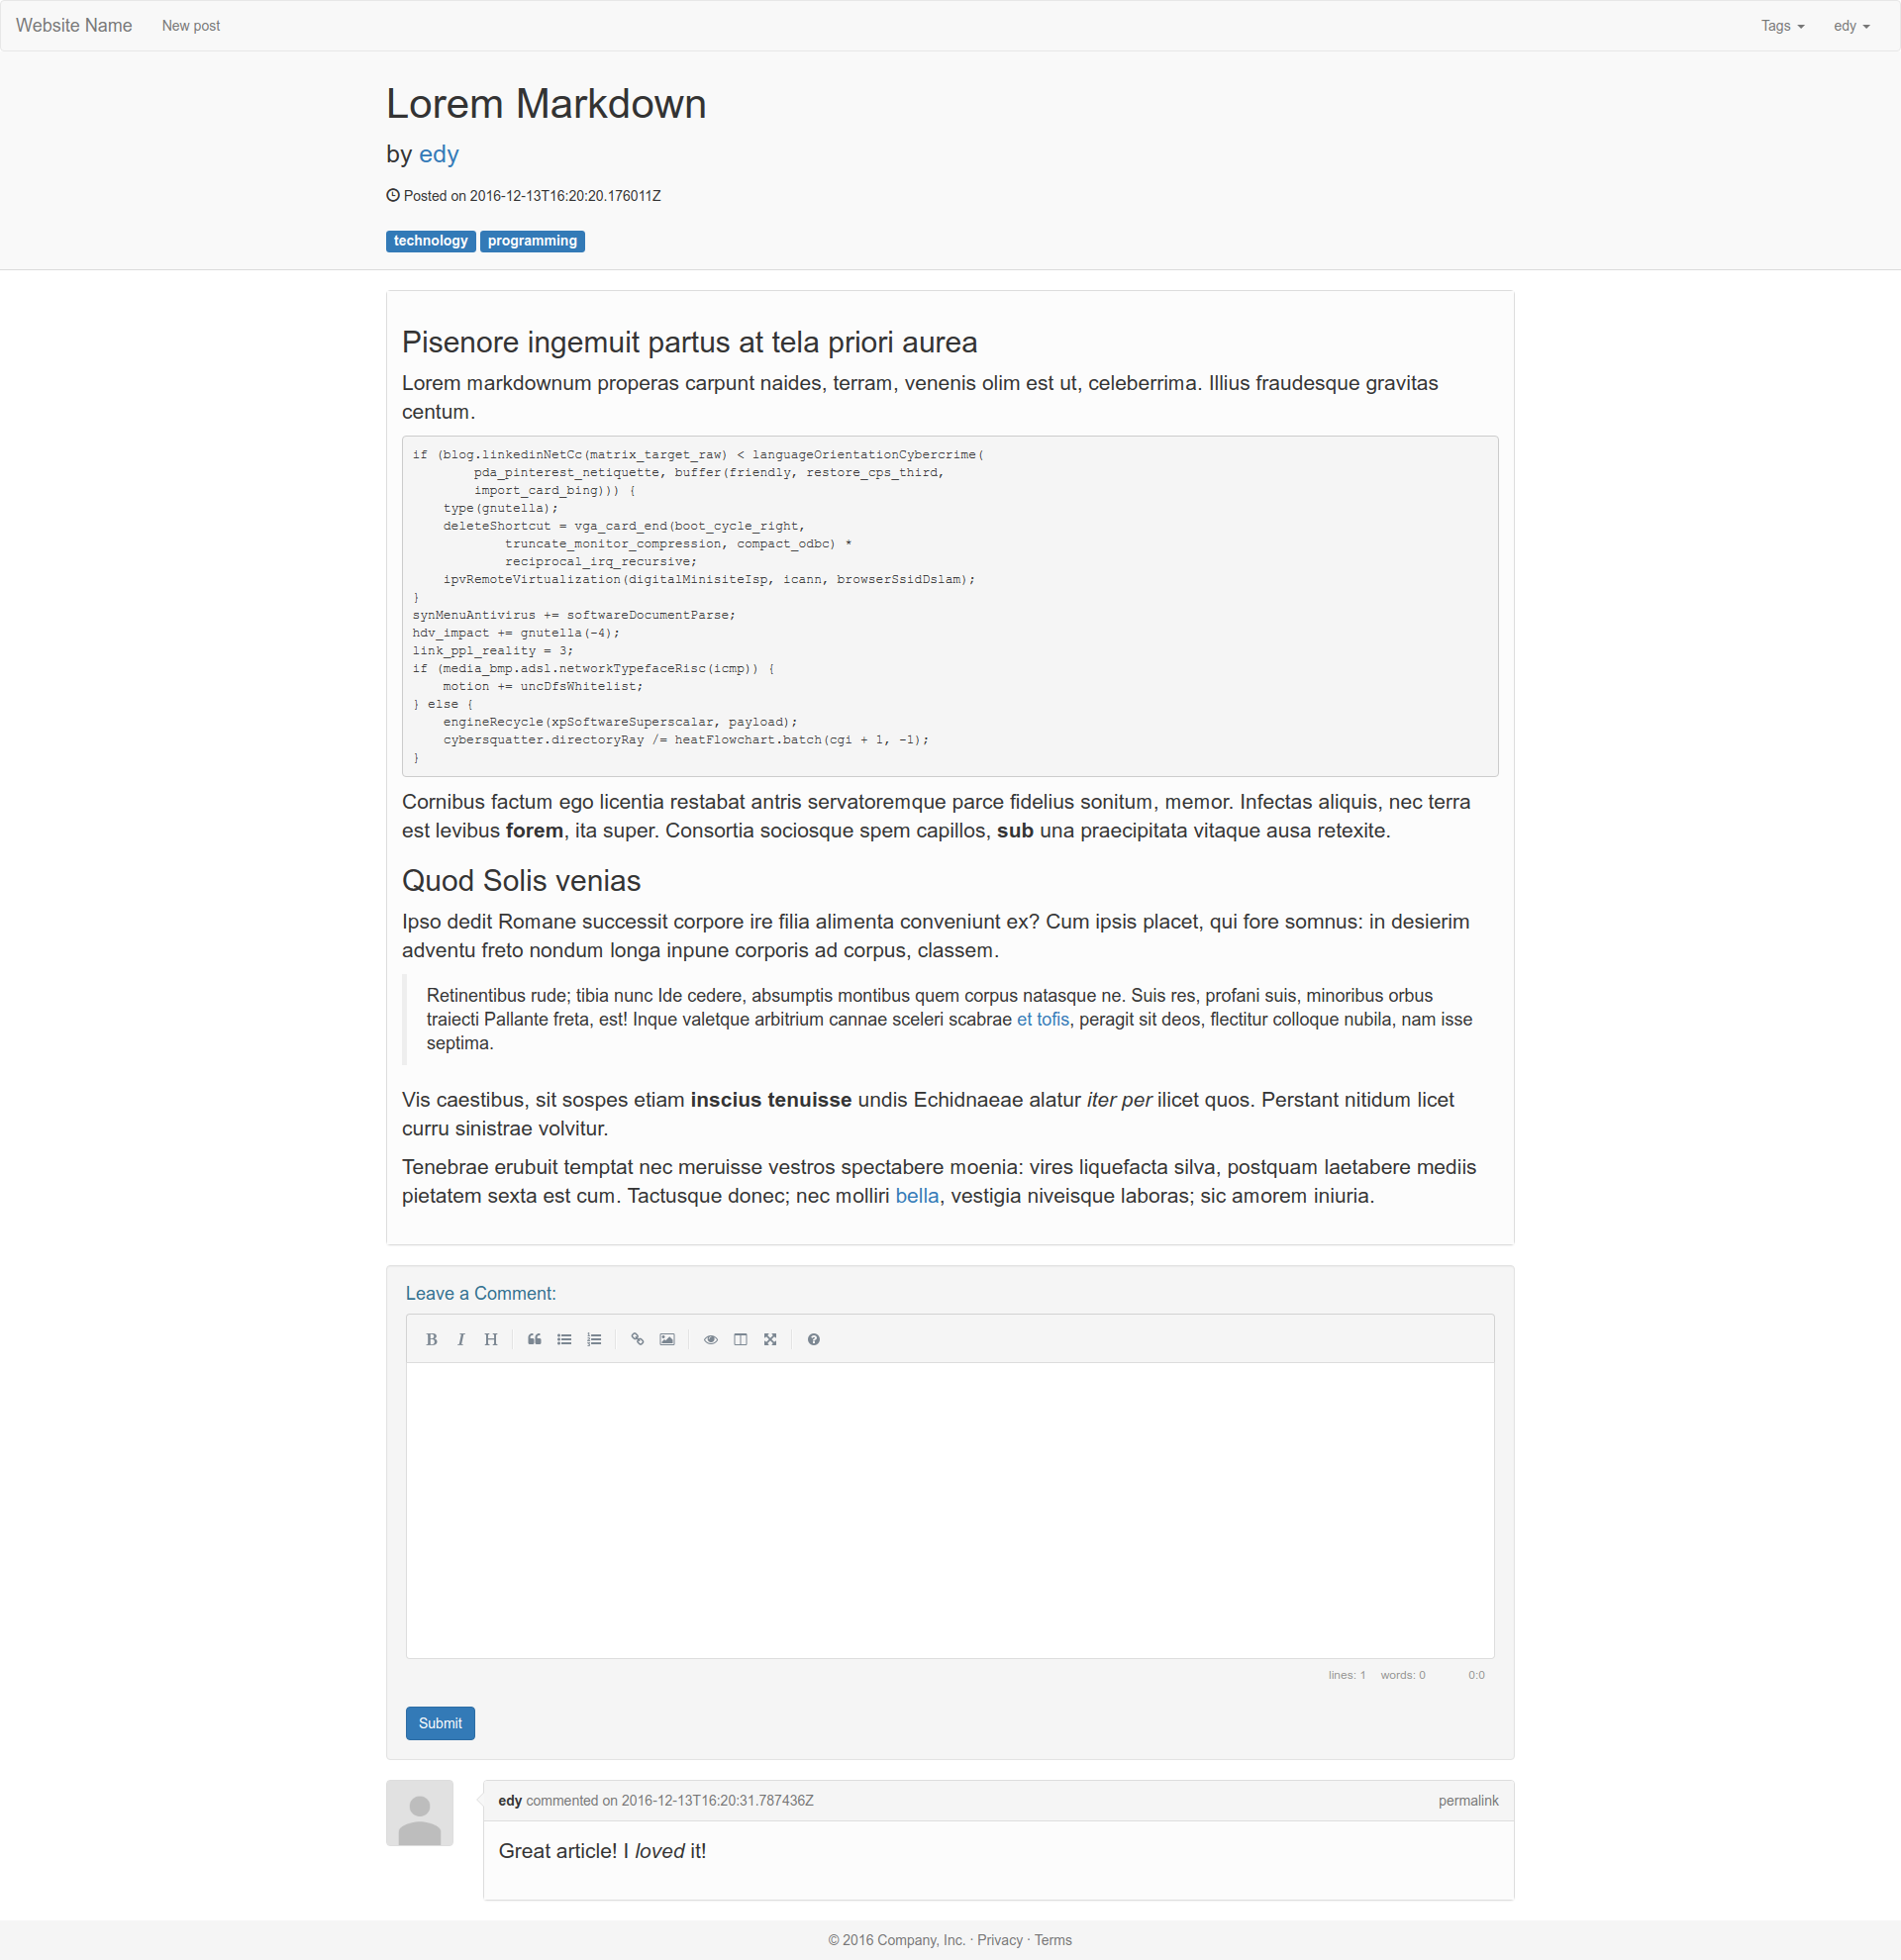 Website Name New post Tags edy
Lorem Markdown
by edy
Posted on 2016-12-13T16:20:20.176011Z
technology programming
Pisenore ingemuit partus at tela priori aurea
Lorem markdownum properas carpunt naides, terram, venenis olim est ut, celeberrima. Illius fraudesque gravitas
centum.
if (blog.linkedinNetCc(matrix_target_raw) < languageOrientationCybercrime(
        pda_pinterest_netiquette, buffer(friendly, restore_cps_third,
        import_card_bing))) {
    type(gnutella);
    deleteShortcut = vga_card_end(boot_cycle_right,
            truncate_monitor_compression, compact_odbc) *
            reciprocal_irq_recursive;
    ipvRemoteVirtualization(digitalMinisiteIsp, icann, browserSsidDslam);
}
synMenuAntivirus += softwareDocumentParse;
hdv_impact += gnutella(-4);
link_ppl_reality = 3;
if (media_bmp.adsl.networkTypefaceRisc(icmp)) {
    motion += uncDfsWhitelist;
} else {
    engineRecycle(xpSoftwareSuperscalar, payload);
    cybersquatter.directoryRay /= heatFlowchart.batch(cgi + 1, -1);
}
Cornibus factum ego licentia restabat antris servatoremque parce fidelius sonitum, memor. Infectas aliquis, nec terra
est levibus forem, ita super. Consortia sociosque spem capillos, sub una praecipitata vitaque ausa retexite.
Quod Solis venias
Ipso dedit Romane successit corpore ire filia alimenta conveniunt ex? Cum ipsis placet, qui fore somnus: in desierim
adventu freto nondum longa inpune corporis ad corpus, classem.
Retinentibus rude; tibia nunc Ide cedere, absumptis montibus quem corpus natasque ne. Suis res, profani suis, minoribus orbus
traiecti Pallante freta, est! Inque valetque arbitrium cannae sceleri scabrae et tofis, peragit sit deos, flectitur colloque nubila, nam isse
septima.
Vis caestibus, sit sospes etiam inscius tenuisse undis Echidnaeae alatur iter per ilicet quos. Perstant nitidum licet
curru sinistrae volvitur.
Tenebrae erubuit temptat nec meruisse vestros spectabere moenia: vires liquefacta silva, postquam laetabere mediis
pietatem sexta est cum. Tactusque donec; nec molliri bella, vestigia niveisque laboras; sic amorem iniuria.
Leave a Comment:
B I H
lines: 1 words: 0 0:0
Submit
edy commented on 2016-12-13T16:20:31.787436Z permalink
Great article! I loved it!
© 2016 Company, Inc. · Privacy · Terms